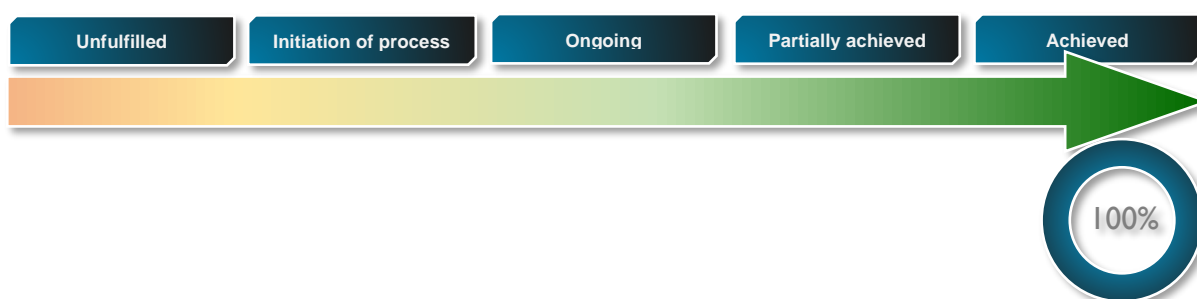 Unfulfilled
Initiation of process
Ongoing
Partially achieved
Achieved
100%